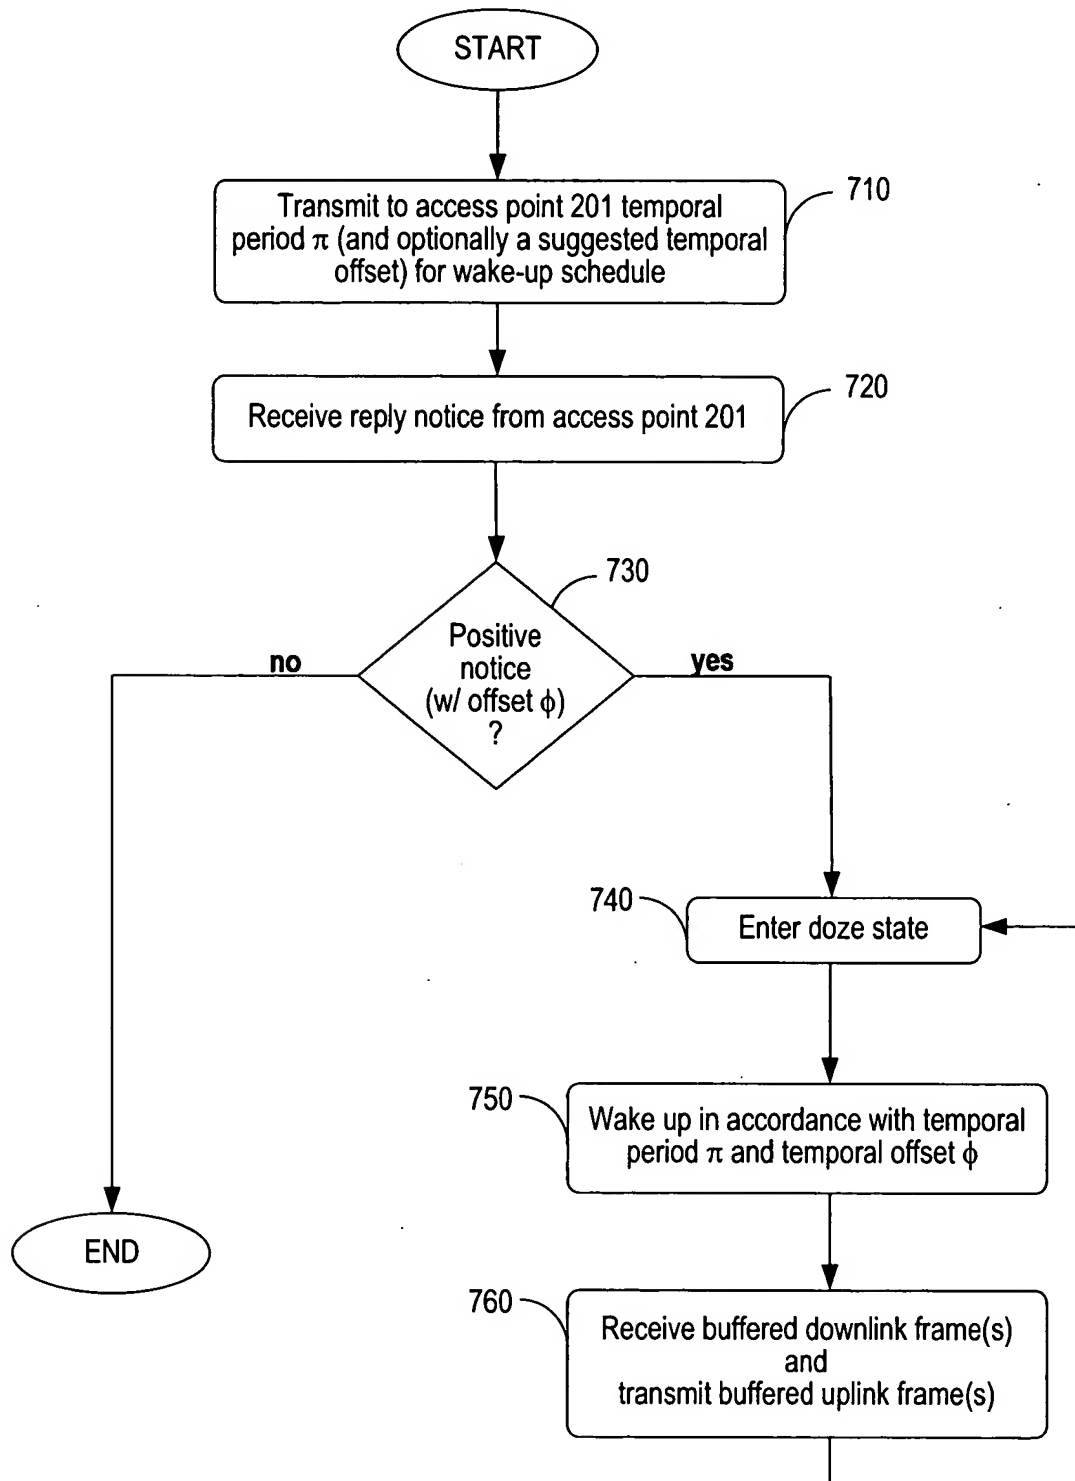 START
710
Transmit to access point 201 temporal
period π (and optionally a suggested temporal
offset) for wake-up schedule
720
Receive reply notice from access point 201
730
Positive
notice
(w/ offset ϕ)
?
no
yes
740
Enter doze state
750
Wake up in accordance with temporal
period π and temporal offset ϕ
END
760
Receive buffered downlink frame(s)
and
transmit buffered uplink frame(s)